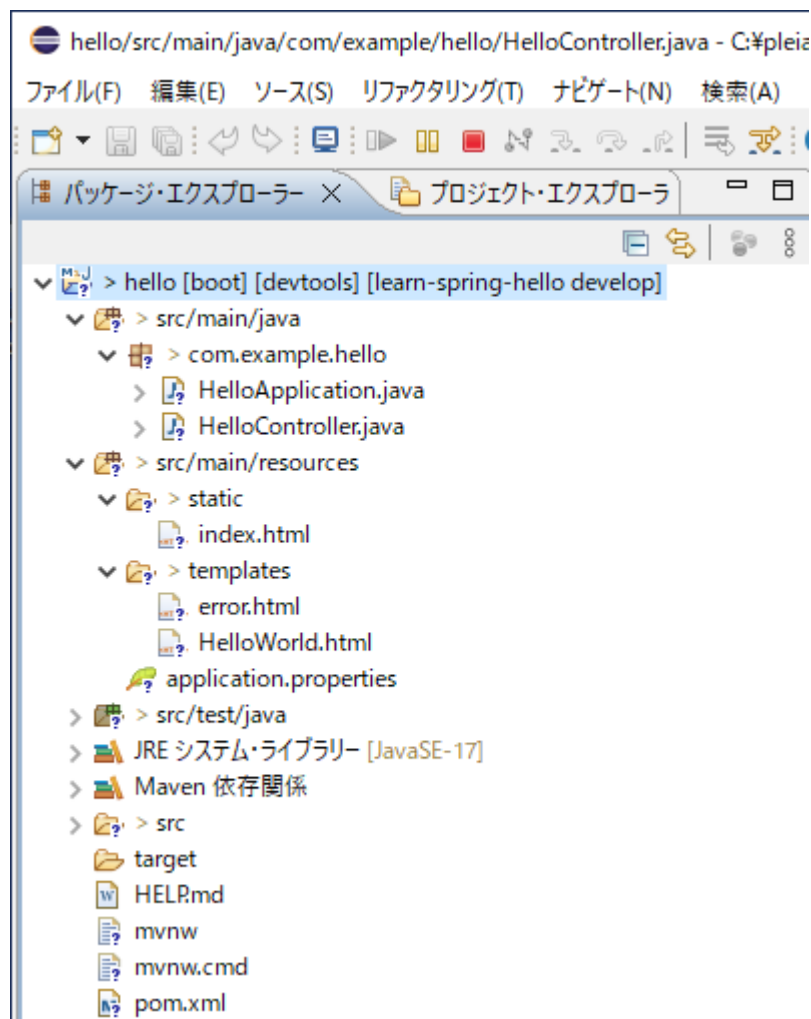 hello/src/main/java/com/example/hello/HelloController.java - C:¥pleia
ファイル(F) 編集(E) ソース(S) リファクタリング(T) ナビゲート(N) 検索(A)
パッケージ・エクスプローラー プロジェクト・エクスプローラ
> hello [boot] [devtools] [learn-spring-hello develop]
> src/main/java
> com.example.hello
HelloApplication.java
HelloController.java
> src/main/resources
> static
index.html
> templates
error.html
HelloWorld.html
application.properties
> src/test/java
JRE システム・ライブラリー [JavaSE-17]
Maven 依存関係
> src
target
HELP.md
mvnw
mvnw.cmd
pom.xml